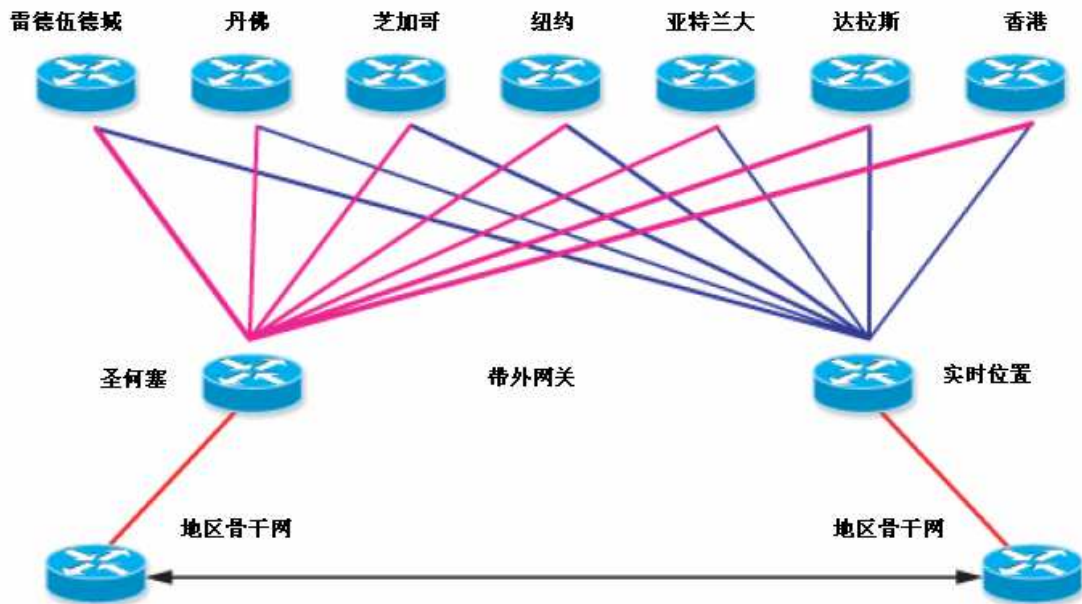 雷德伍德城 丹佛 芝加哥 纽约 亚特兰大 达拉斯 香港
圣何塞 带外网关 实时位置
地区骨干网 地区骨干网